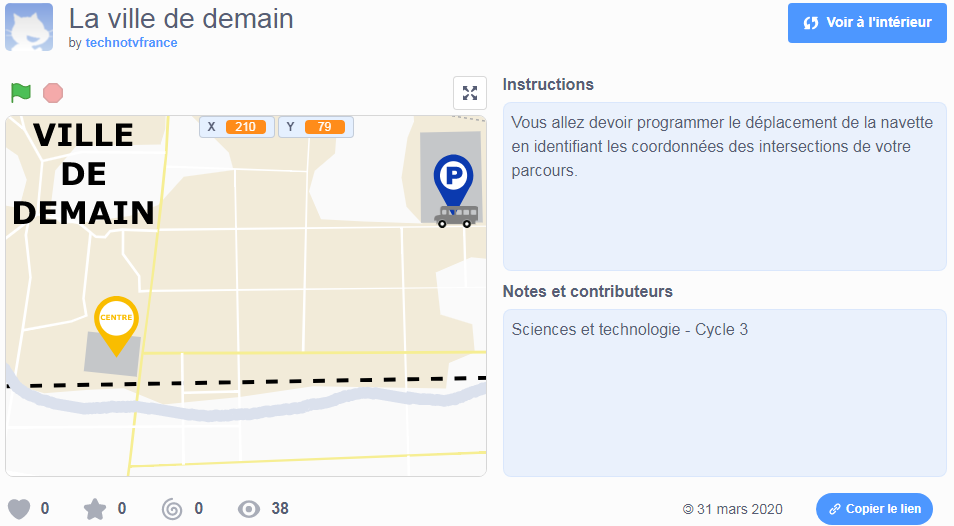 La ville de demain
by technotvfrance
Voir à l'intérieur
X 210 Y 79
VILLE
DE
DEMAIN
P
CENTRE
Instructions
Vous allez devoir programmer le déplacement de la navette
en identifiant les coordonnées des intersections de votre
parcours.
Notes et contributeurs
Sciences et technologie - Cycle 3
0 0 0 38
© 31 mars 2020
Copier le lien